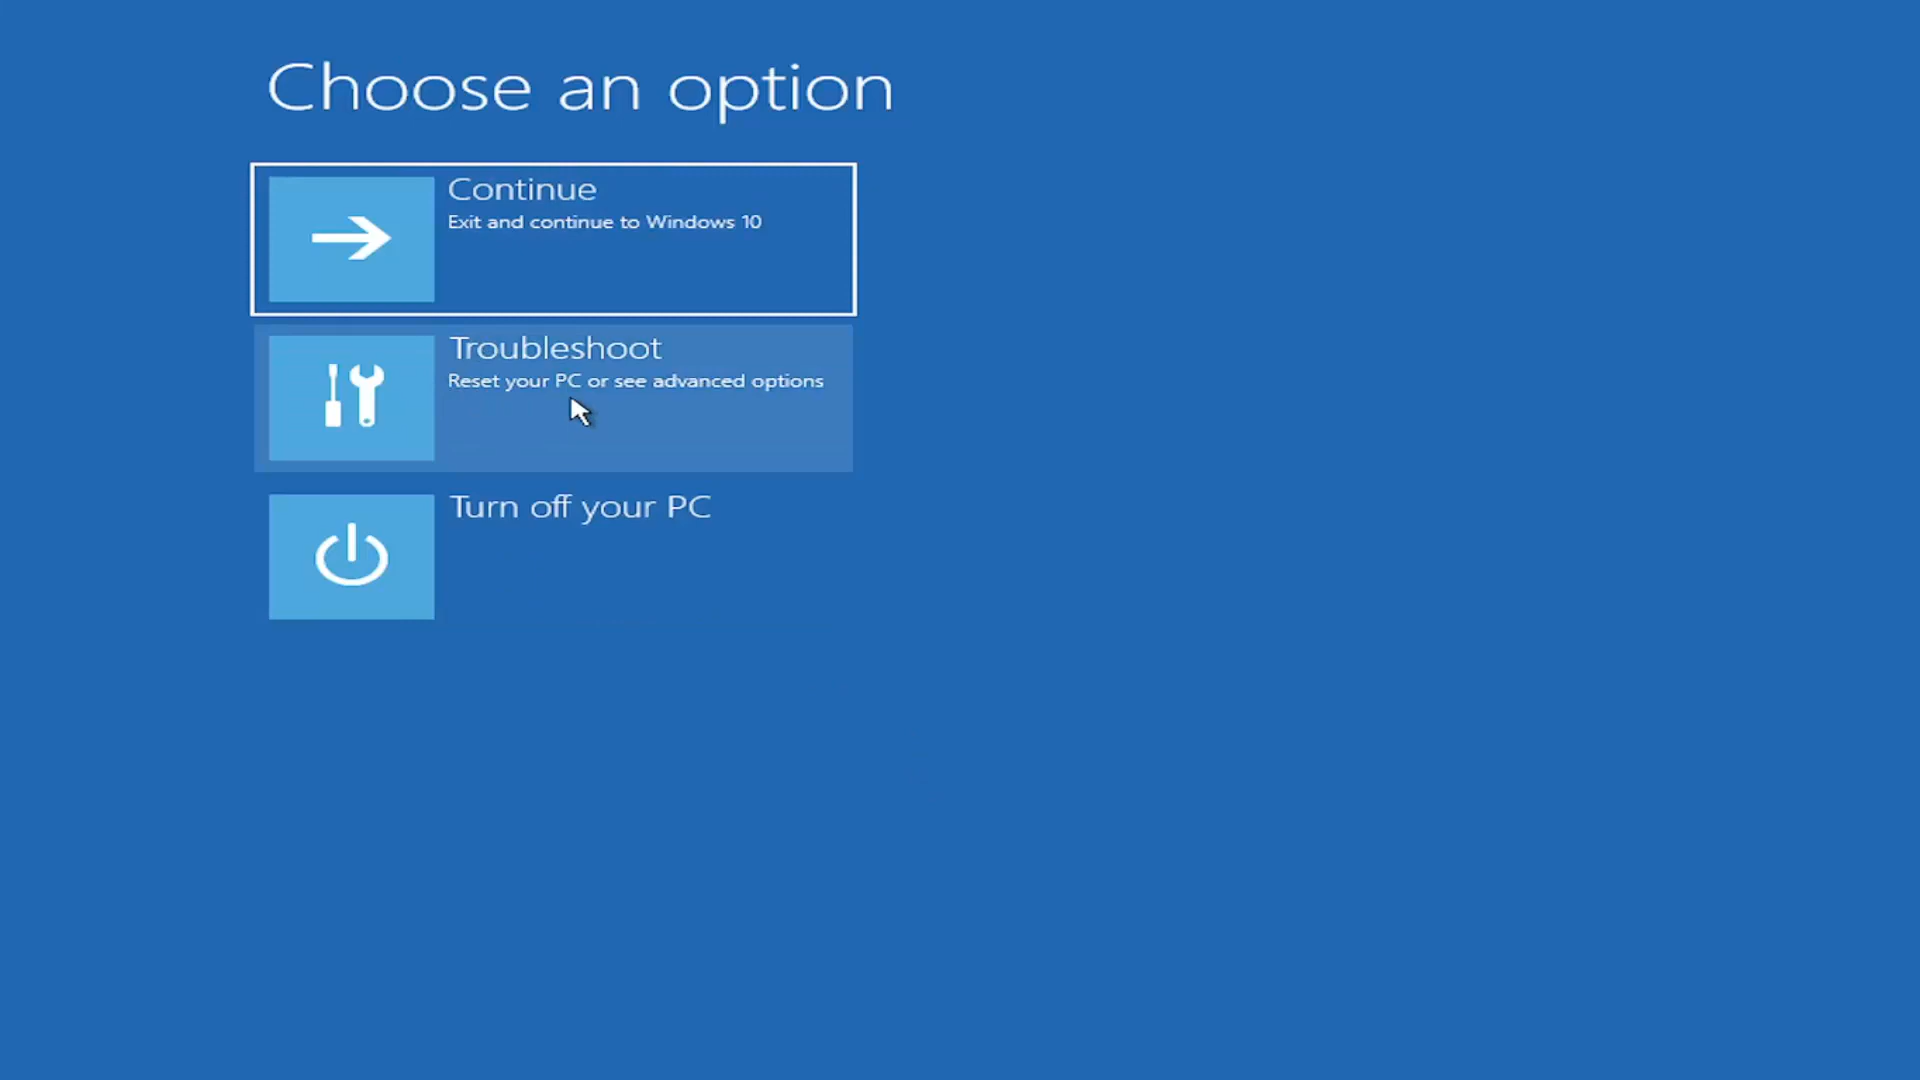 Choose an option
Continue
Exit and continue to Windows 10
Troubleshoot
Reset your PC or see advanced options
Turn off your PC